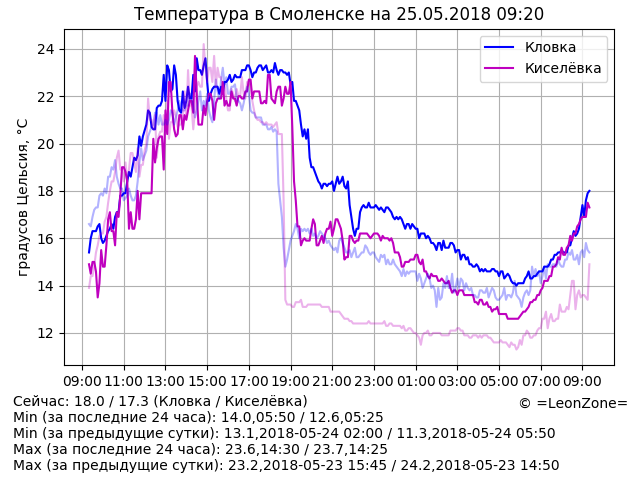 Температура в Смоленске на 25.05.2018 09:20
градусов Цельсия, °C
24
22
20
18
16
14
12
Кловка
Киселёвка
09:00 11:00 13:00 15:00 17:00 19:00 21:00 23:00 01:00 03:00 05:00 07:00 09:00
Сейчас: 18.0 / 17.3 (Кловка / Киселёвка)
© =LeonZone=
Min (за последние 24 часа): 14.0,05:50 / 12.6,05:25
Min (за предыдущие сутки): 13.1,2018-05-24 02:00 / 11.3,2018-05-24 05:50
Max (за последние 24 часа): 23.6,14:30 / 23.7,14:25
Max (за предыдущие сутки): 23.2,2018-05-23 15:45 / 24.2,2018-05-23 14:50